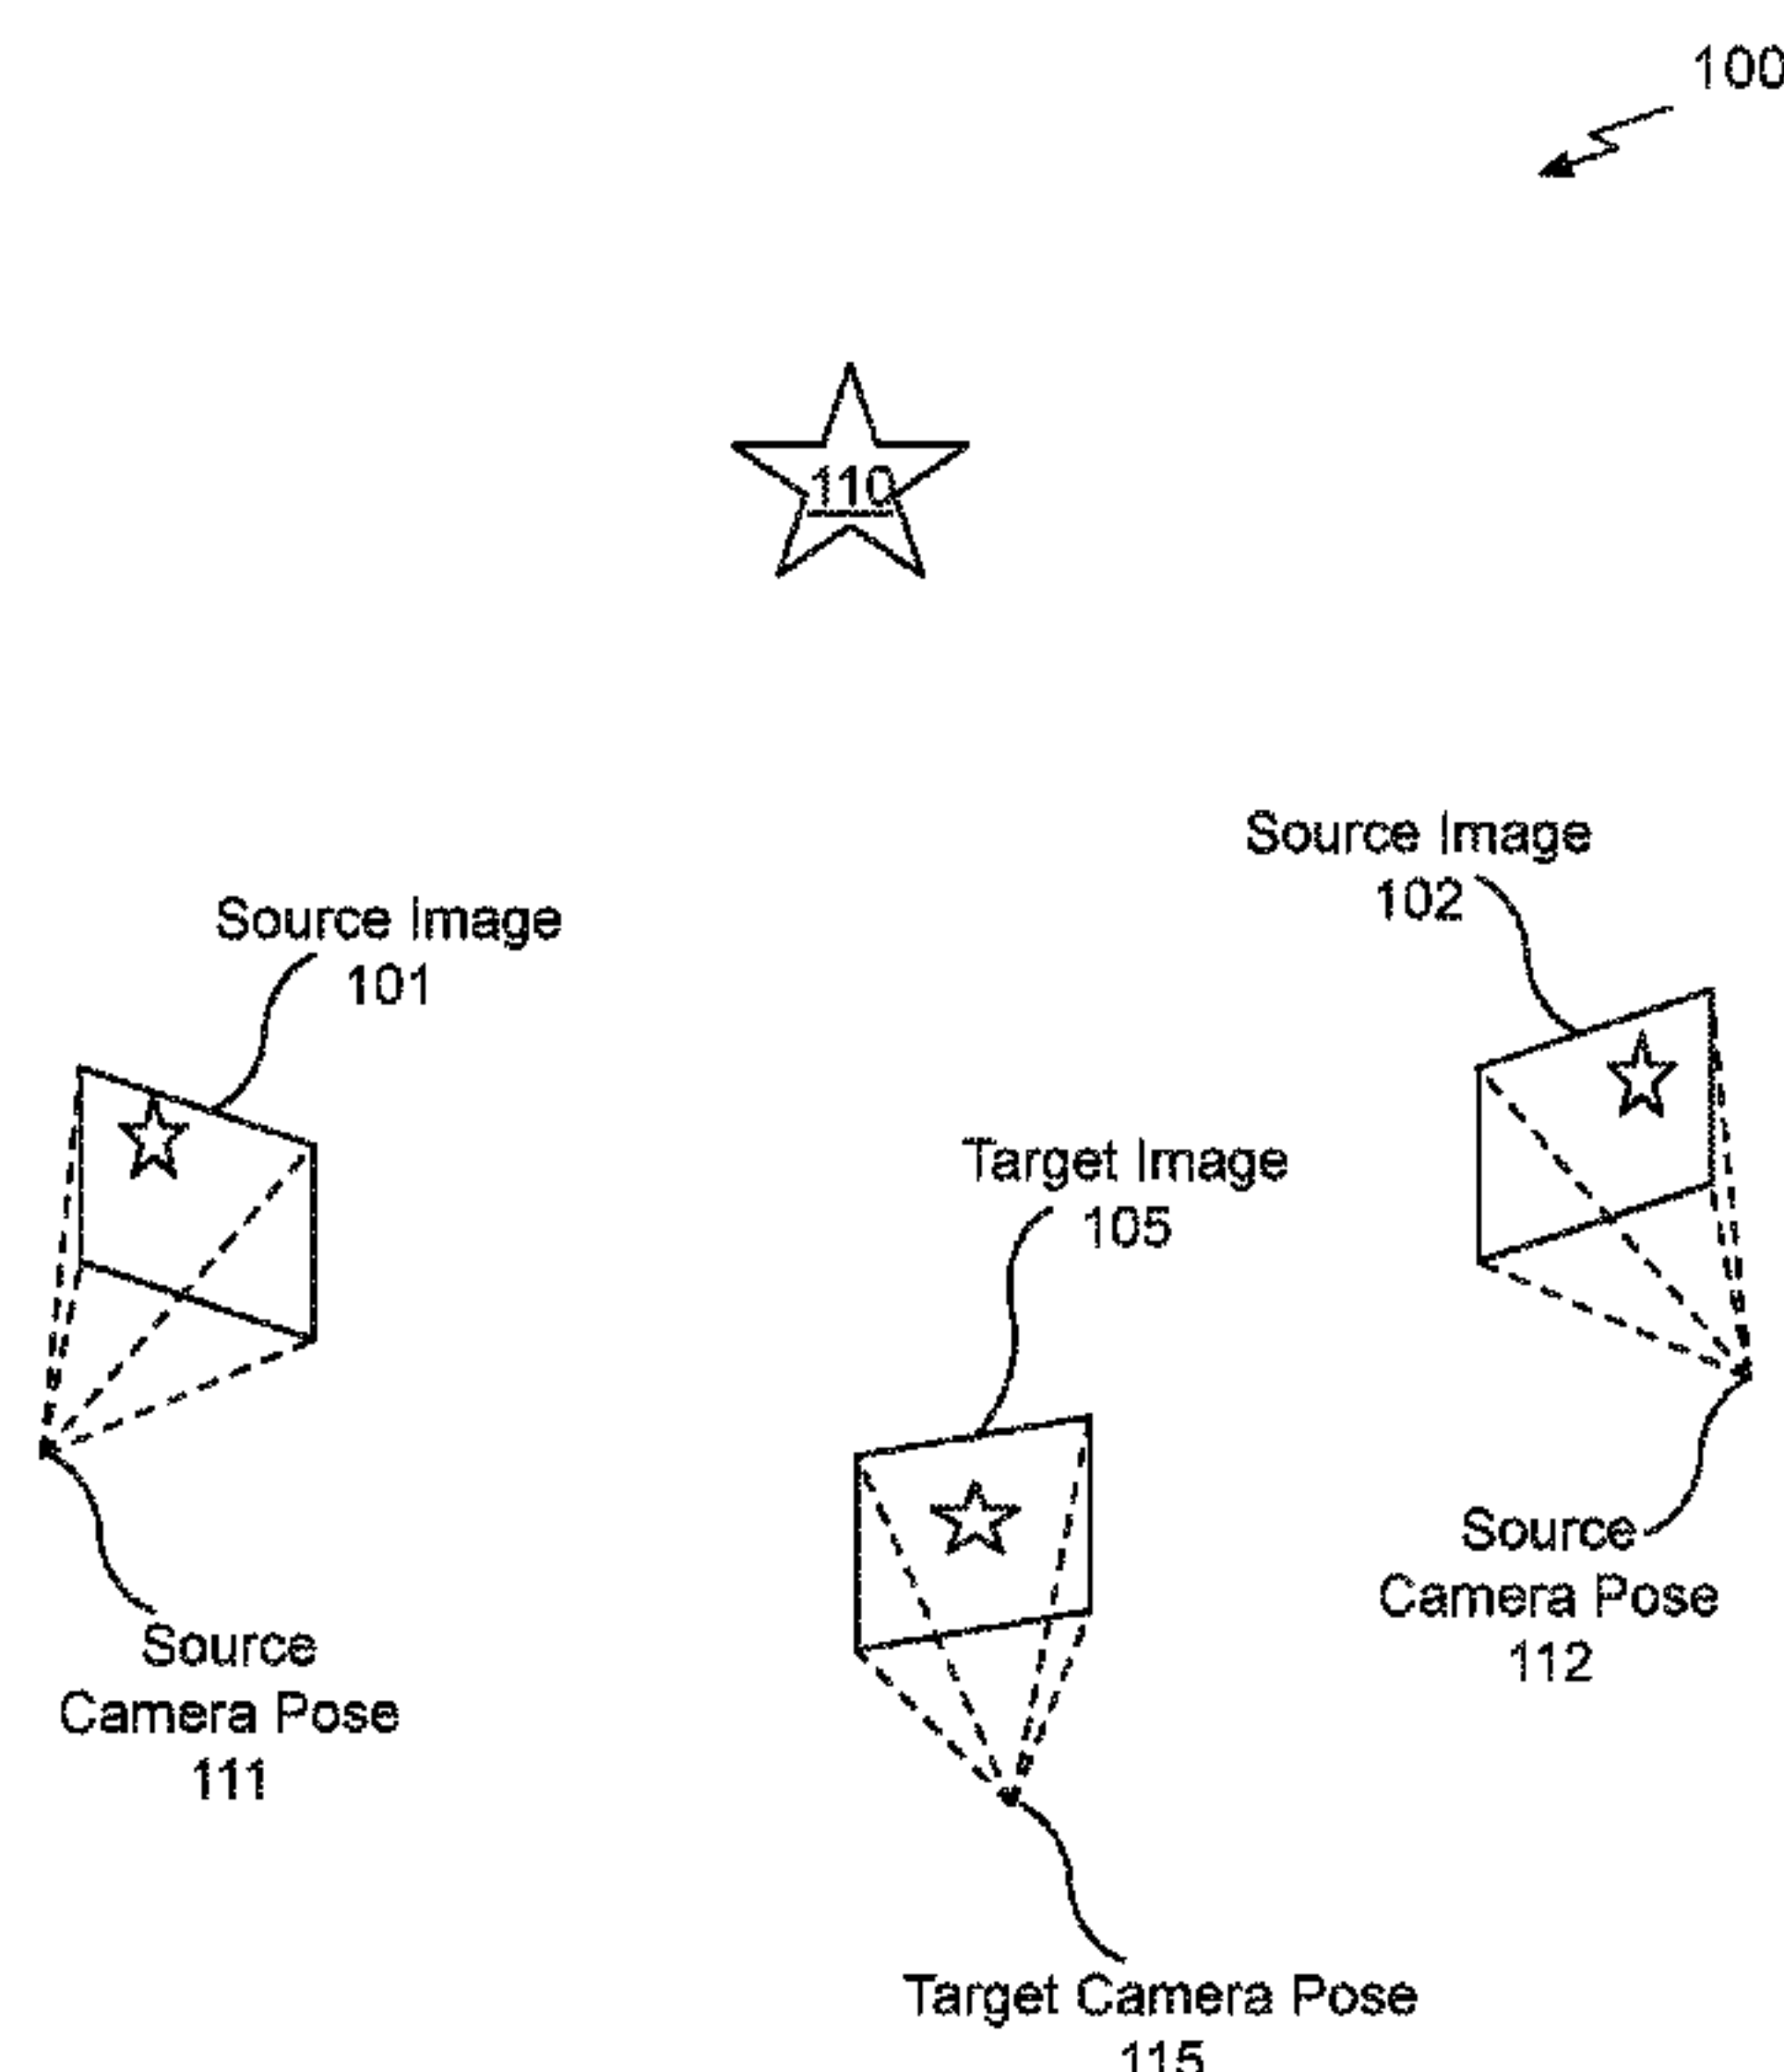 100
110
Source Image
102
Source Image
101
Target Image
105
Source
Camera Pose
112
Source
Camera Pose
111
Target Camera Pose
115